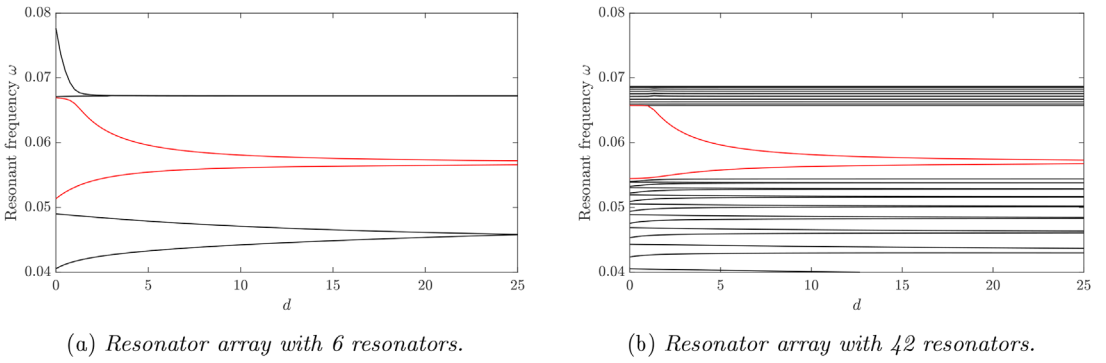 0.08
0.07
0.06
0.05
0.04
Resonant frequency ω
0 5 10 15 20 25
d
(a) Resonator array with 6 resonators.
0.08
0.07
0.06
0.05
0.04
Resonant frequency ω
0 5 10 15 20 25
d
(b) Resonator array with 42 resonators.